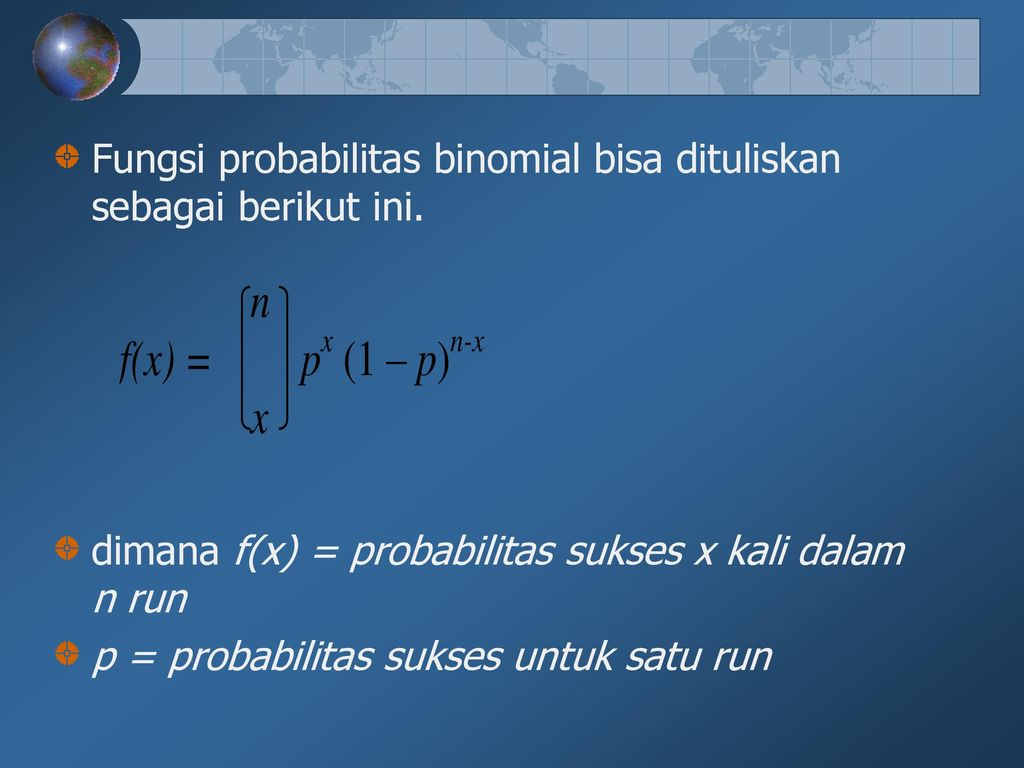 Fungsi probabilitas binomial bisa dituliskan
sebagai berikut ini.
n
f(x) = p^x (1 – p)^n-x
x
dimana f(x) = probabilitas sukses x kali dalam
n run
p = probabilitas sukses untuk satu run